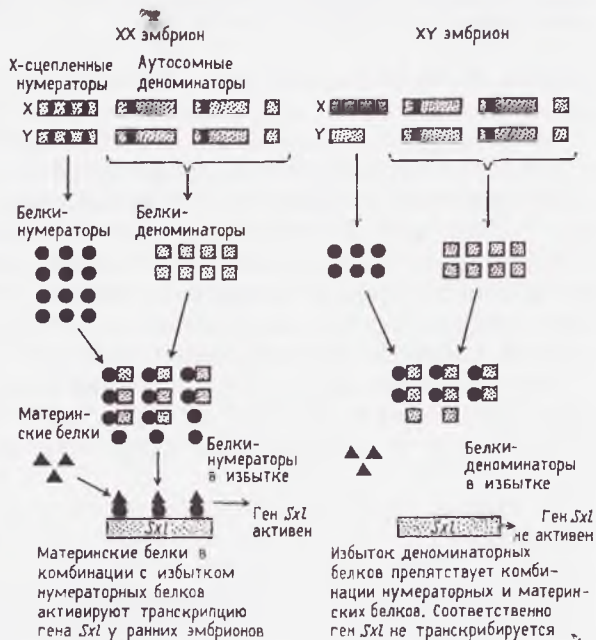 XX эмбрион
X-сцепленные
нумераторы
Аутосомные
деноминаторы
X
Y
Белки-
нумераторы
Белки-
деноминаторы
Материн-
ские белки
Белки-
нумераторы
в избытке
Sxl
Ген Sxl
активен
Материнские белки в
комбинации с избытком
нумераторных белков
активируют транскрипцию
гена Sxl у ранних эмбрионов
XY эмбрион
X
Y
Белки-
деноминаторы
в избытке
Sxl
Ген Sxl
не активен
Избыток деноминаторных
белков препятствует комби-
нации нумераторных и материн-
ских белков. Соответственно
ген Sxl не транскрибируется